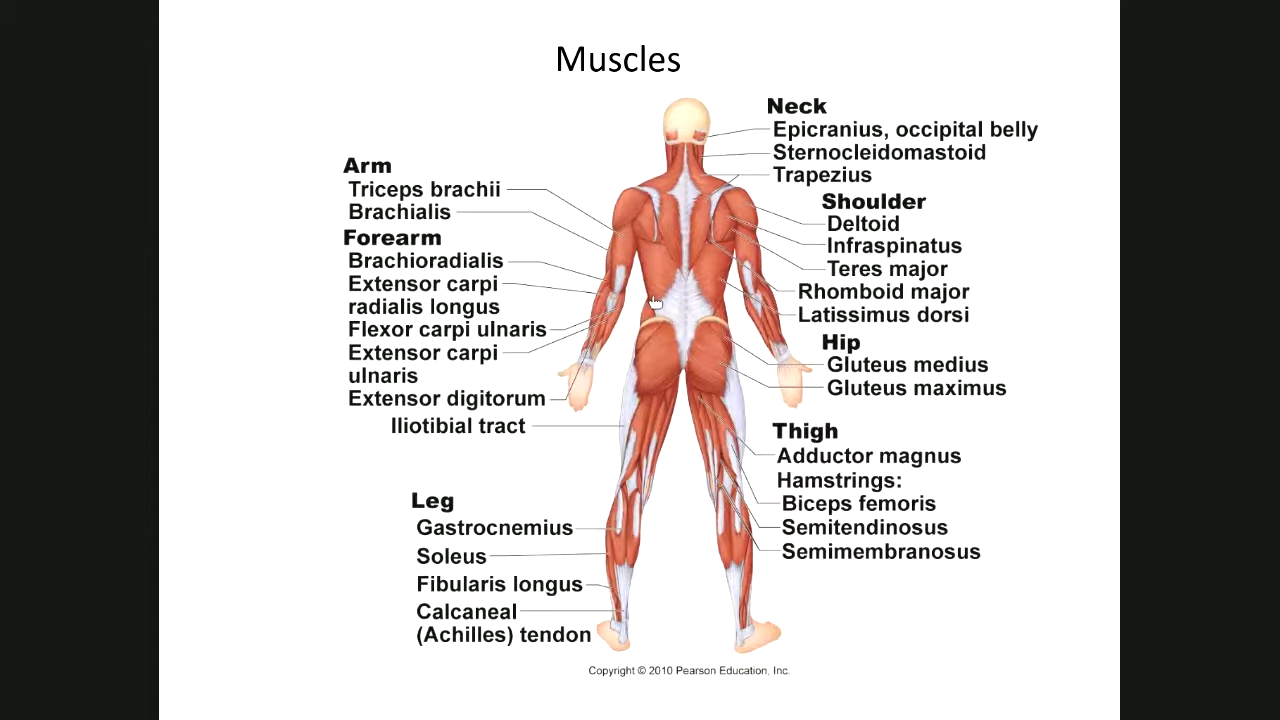 Muscles
Neck
Epicranius, occipital belly
Sternocleidomastoid
Trapezius
Arm
Triceps brachii
Brachialis
Forearm
Brachioradialis
Extensor carpi
radialis longus
Flexor carpi ulnaris
Extensor carpi
ulnaris
Extensor digitorum
Iliotibial tract
Shoulder
Deltoid
Infraspinatus
Teres major
Rhomboid major
Latissimus dorsi
Hip
Gluteus medius
Gluteus maximus
Thigh
Adductor magnus
Hamstrings:
Biceps femoris
Semitendinosus
Semimembranosus
Leg
Gastrocnemius
Soleus
Fibularis longus
Calcaneal
(Achilles) tendon
Copyright © 2010 Pearson Education, Inc.